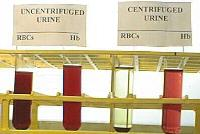 UNCENTRIFUGED
URINE
RBCs Hb
CENTRIFUGED
URINE
RBCs Hb